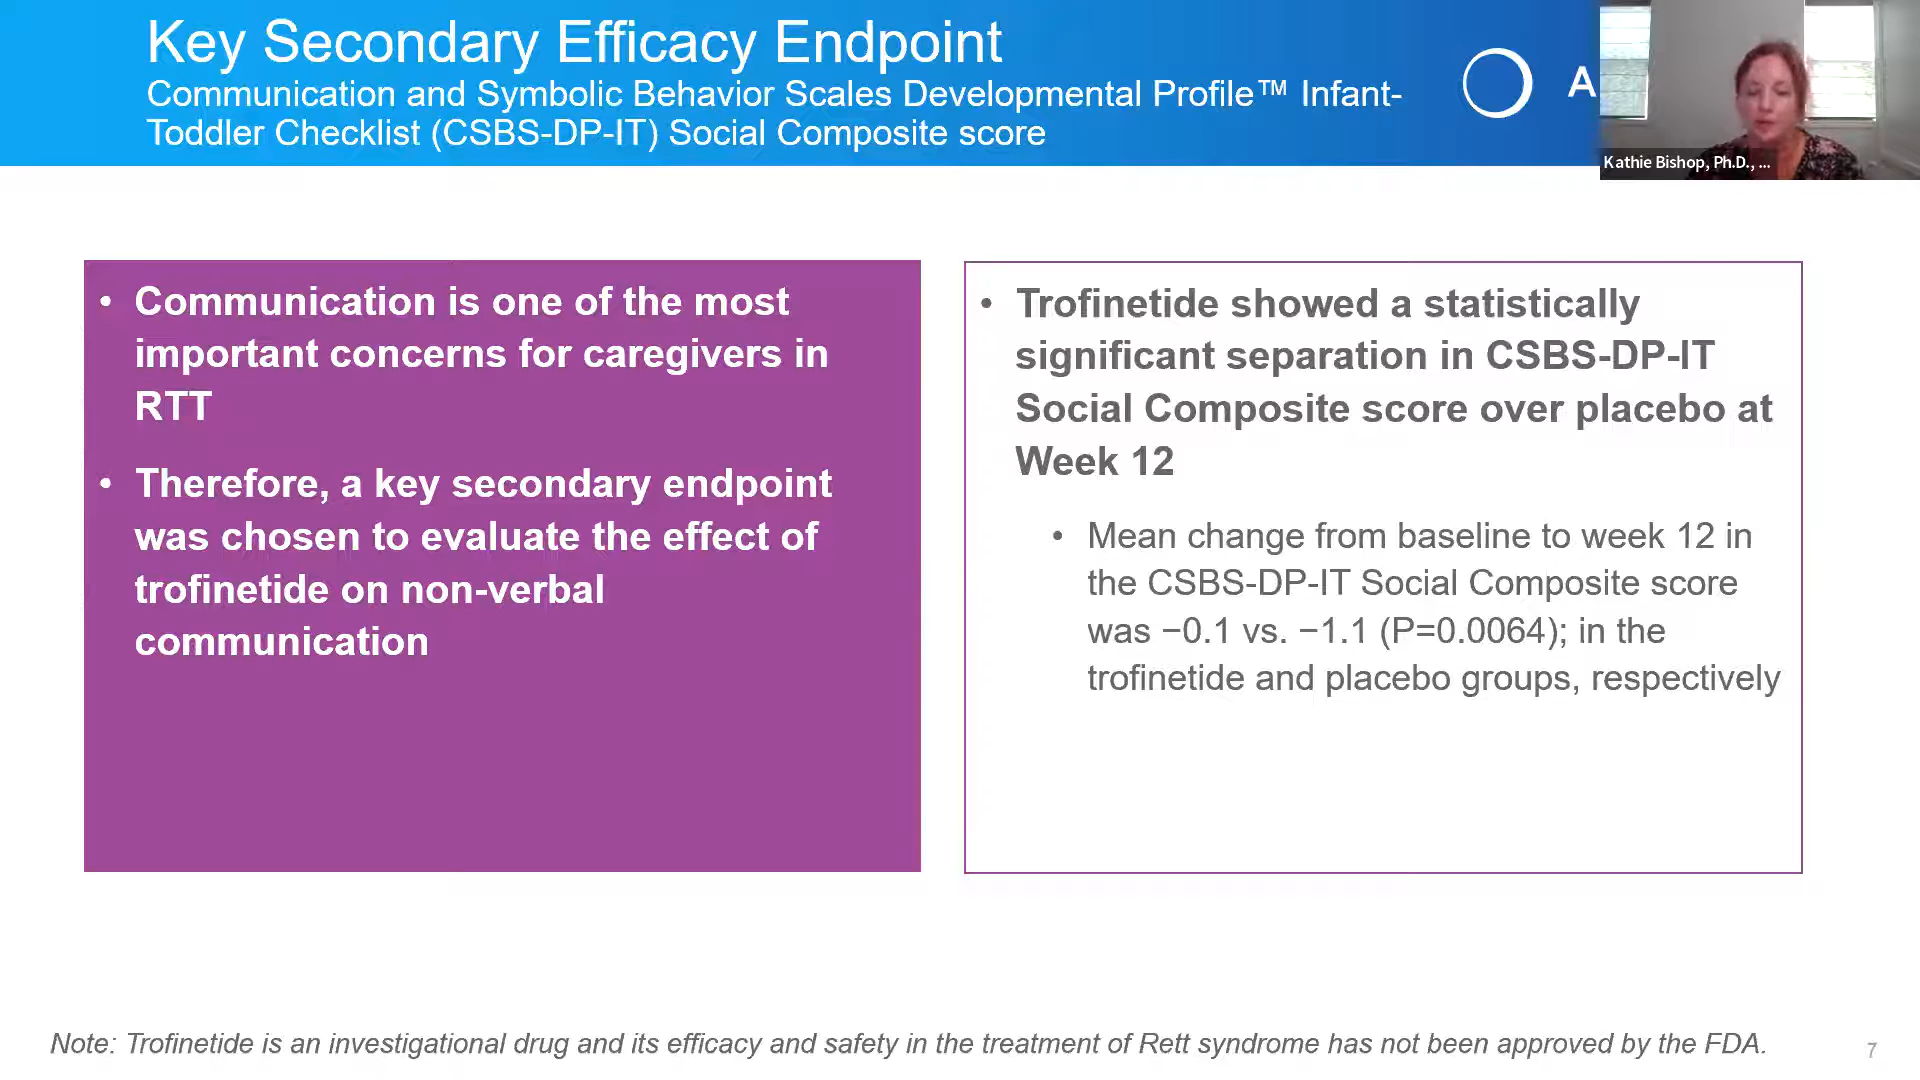 Key Secondary Efficacy Endpoint
Communication and Symbolic Behavior Scales Developmental Profile™ Infant-
Toddler Checklist (CSBS-DP-IT) Social Composite score
A
Kathie Bishop, Ph.D., ...
• Communication is one of the most
important concerns for caregivers in
RTT
• Therefore, a key secondary endpoint
was chosen to evaluate the effect of
trofinetide on non-verbal
communication
• Trofinetide showed a statistically
significant separation in CSBS-DP-IT
Social Composite score over placebo at
Week 12
• Mean change from baseline to week 12 in
the CSBS-DP-IT Social Composite score
was −0.1 vs. −1.1 (P=0.0064); in the
trofinetide and placebo groups, respectively
Note: Trofinetide is an investigational drug and its efficacy and safety in the treatment of Rett syndrome has not been approved by the FDA.
7